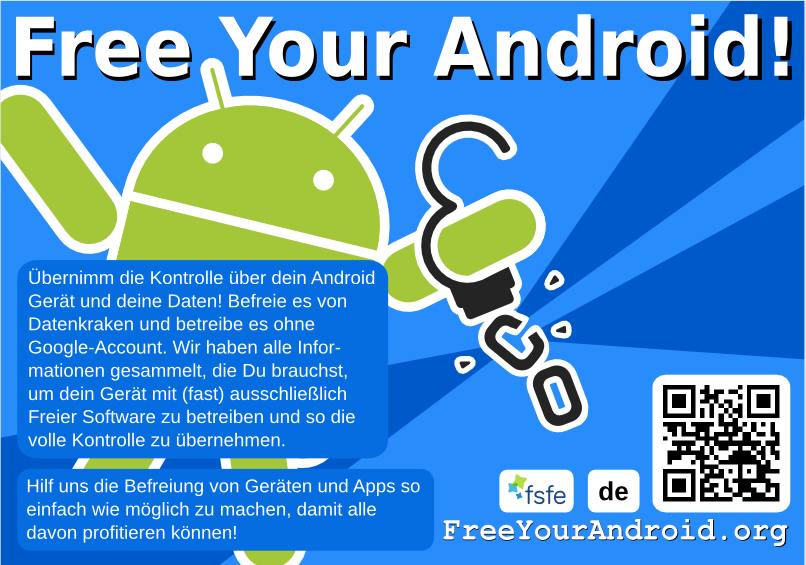 Free Your Android!
Übernimm die Kontrolle über dein Android
Gerät und deine Daten! Befreie es von
Datenkraken und betreibe es ohne
Google-Account. Wir haben alle Infor-
mationen gesammelt, die Du brauchst,
um dein Gerät mit (fast) ausschließlich
Freier Software zu betreiben und so die
volle Kontrolle zu übernehmen.
Hilf uns die Befreiung von Geräten und Apps so
einfach wie möglich zu machen, damit alle
davon profitieren können!
fsfe
de
FreeYourAndroid.org